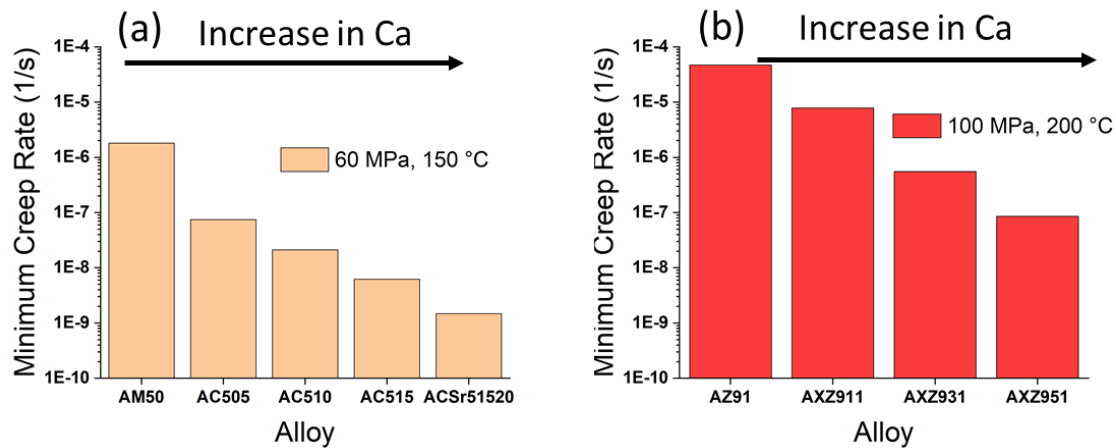 (a)
Increase in Ca
Minimum Creep Rate (1/s)
1E-4
1E-5
1E-6
1E-7
1E-8
1E-9
1E-10
60 MPa, 150 °C
AM50 AC505 AC510 AC515 ACSr51520
Alloy
(b)
Increase in Ca
Minimum Creep Rate (1/s)
1E-4
1E-5
1E-6
1E-7
1E-8
1E-9
1E-10
100 MPa, 200 °C
AZ91 AXZ911 AXZ931 AXZ951
Alloy